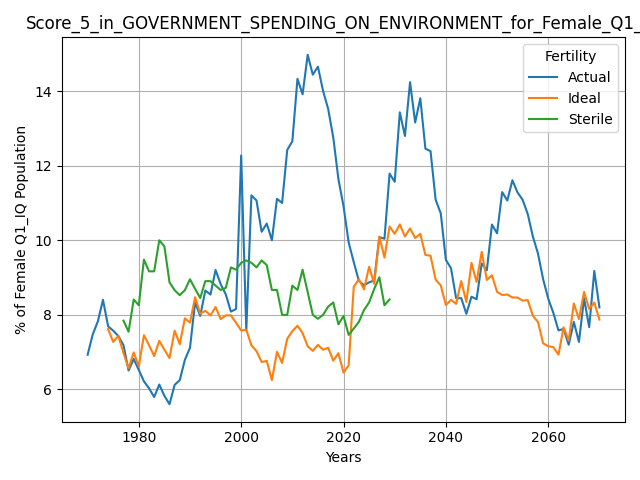 Score_5_in_GOVERNMENT_SPENDING_ON_ENVIRONMENT_for_Female_Q1_
Fertility
Actual
Ideal
Sterile
% of Female Q1_IQ Population
14
12
10
8
6
1980 2000 2020 2040 2060
Years